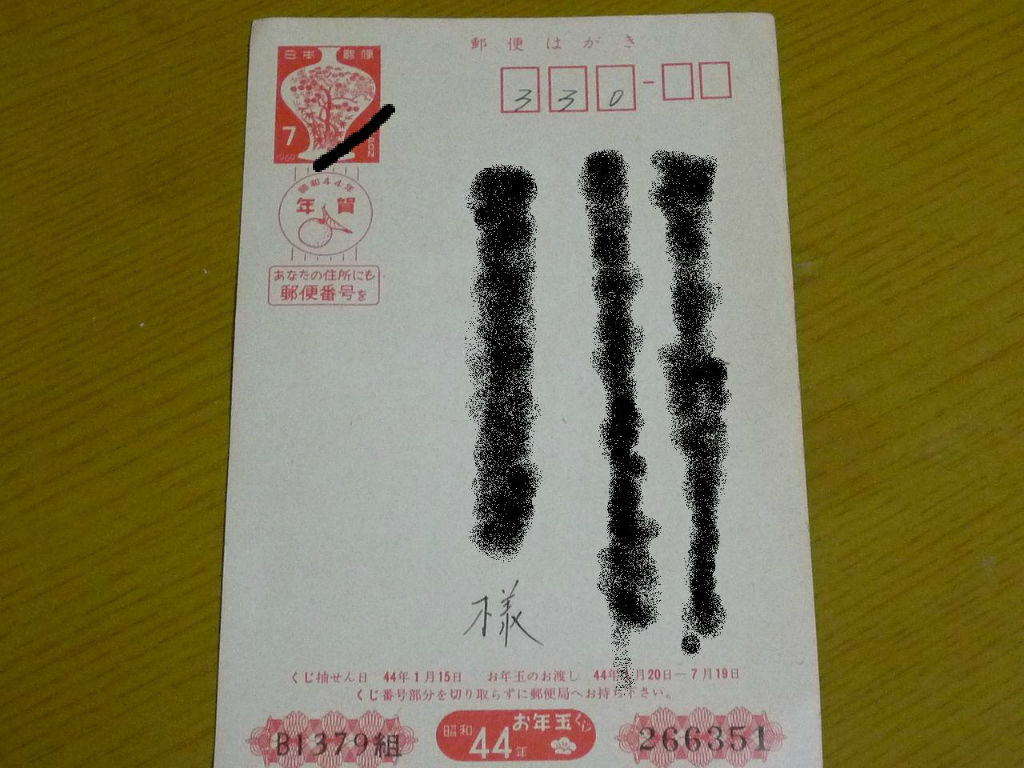 郵便はがき
日本郵便
7
1969
NIPPON
330
昭和44年
年賀
あなたの住所にも
郵便番号を
様
くじ抽せん日 44年1月15日 お年玉のお渡し 44年 月20日―7月19日
くじ番号部分を切り取らずに郵便局へお持ち下さい。
B1379組 昭和44年 お年玉くじ 266351